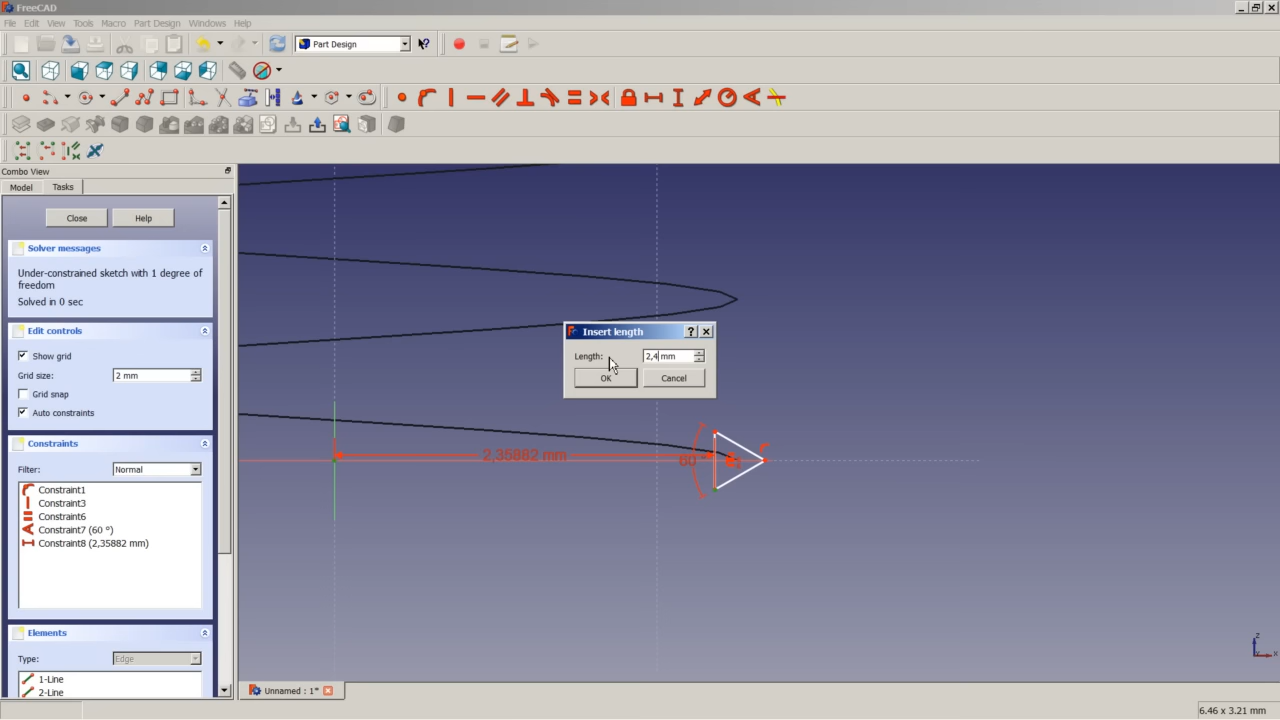 FreeCAD
File Edit View Tools Macro Part Design Windows Help
Part Design
Combo View
Model Tasks
Close Help
Solver messages
Under-constrained sketch with 1 degree of
freedom
Solved in 0 sec
Edit controls
Show grid
Grid size: 2 mm
Grid snap
Auto constraints
Constraints
Filter: Normal
Constraint1
Constraint3
Constraint6
Constraint7 (60 °)
Constraint8 (2,35882 mm)
Elements
Type: Edge
1-Line
2-Line
Insert length
Length: 2,4 mm
OK Cancel
2,35882 mm
60 °
z
x
Unnamed : 1*
6.46 x 3.21 mm